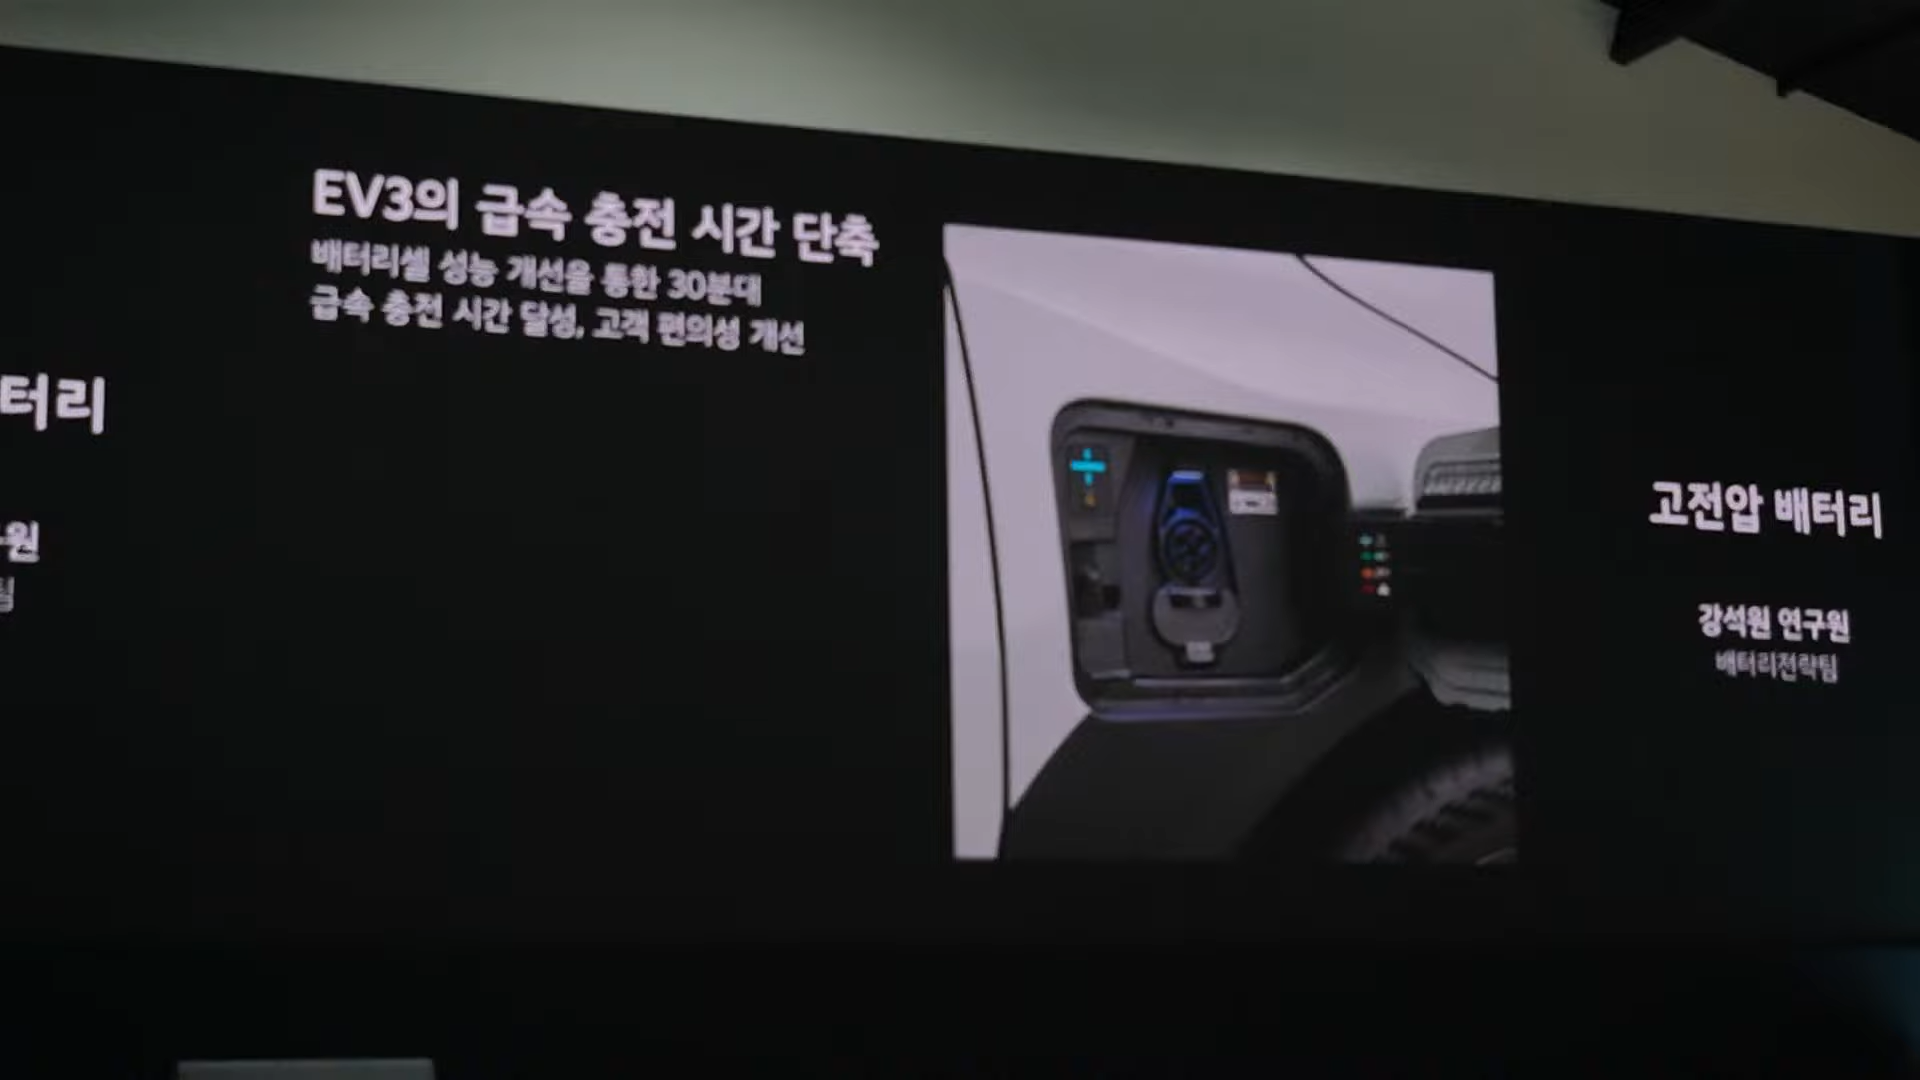 EV3의 급속 충전 시간 단축
배터리셀 성능 개선을 통한 30분대
급속 충전 시간 달성, 고객 편의성 개선
터리
원
팀
고전압 배터리
강석원 연구원
배터리전략팀